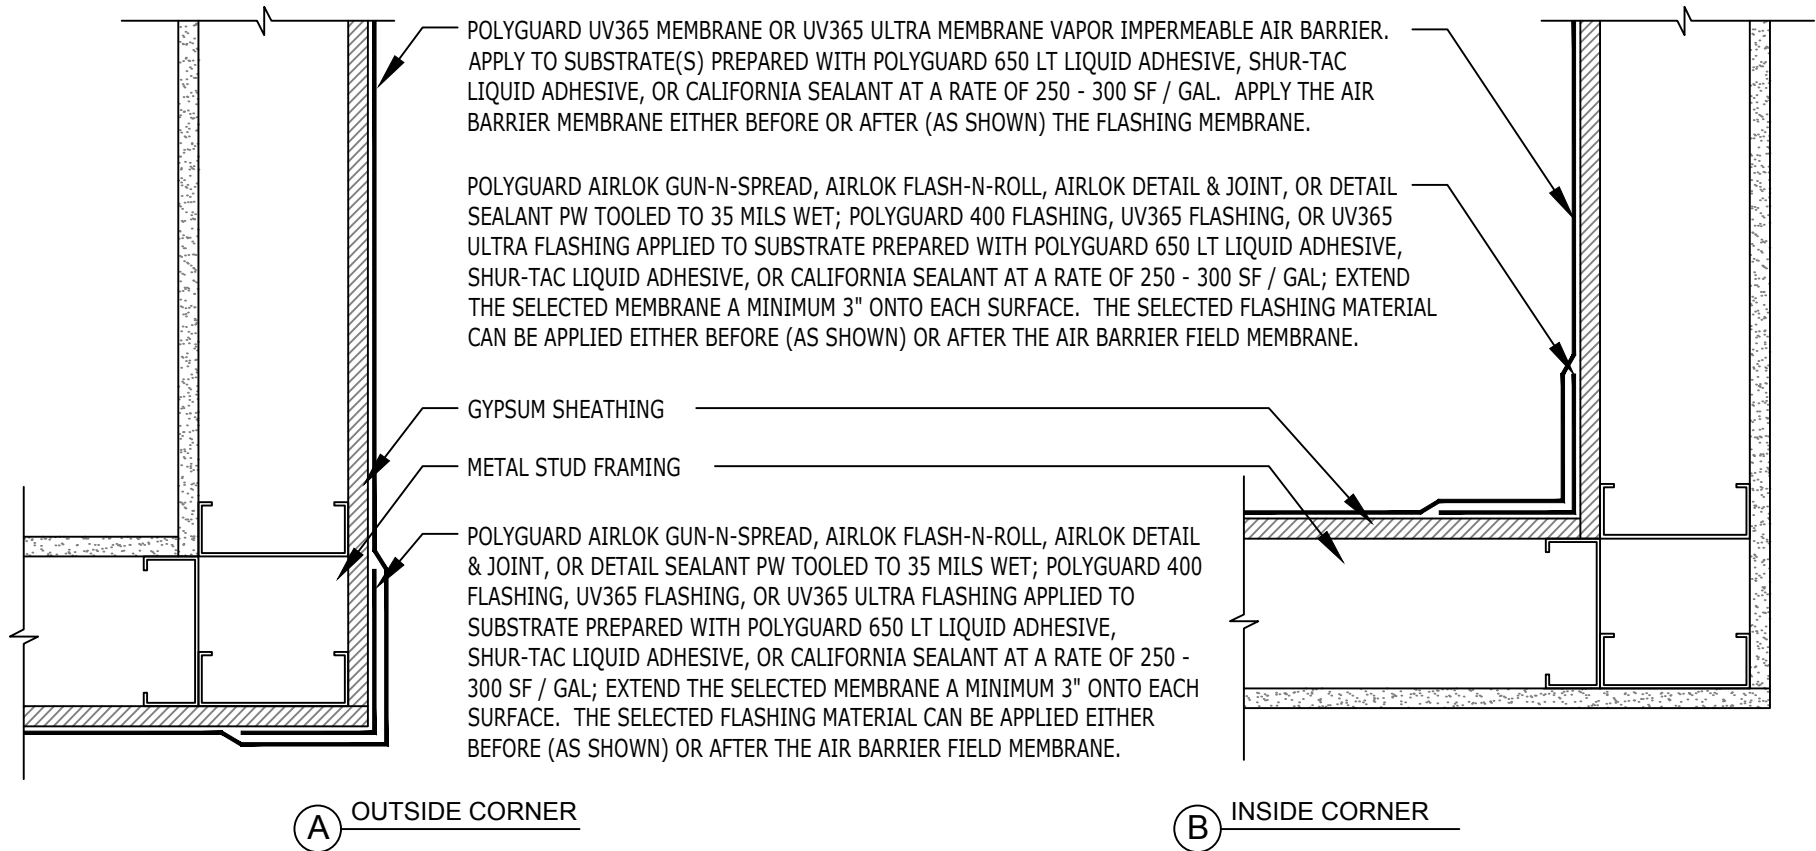 POLYGUARD UV365 MEMBRANE OR UV365 ULTRA MEMBRANE VAPOR IMPERMEABLE AIR BARRIER.
APPLY TO SUBSTRATE(S) PREPARED WITH POLYGUARD 650 LT LIQUID ADHESIVE, SHUR-TAC
LIQUID ADHESIVE, OR CALIFORNIA SEALANT AT A RATE OF 250 - 300 SF / GAL. APPLY THE AIR
BARRIER MEMBRANE EITHER BEFORE OR AFTER (AS SHOWN) THE FLASHING MEMBRANE.
POLYGUARD AIRLOK GUN-N-SPREAD, AIRLOK FLASH-N-ROLL, AIRLOK DETAIL & JOINT, OR DETAIL
SEALANT PW TOOLED TO 35 MILS WET; POLYGUARD 400 FLASHING, UV365 FLASHING, OR UV365
ULTRA FLASHING APPLIED TO SUBSTRATE PREPARED WITH POLYGUARD 650 LT LIQUID ADHESIVE,
SHUR-TAC LIQUID ADHESIVE, OR CALIFORNIA SEALANT AT A RATE OF 250 - 300 SF / GAL; EXTEND
THE SELECTED MEMBRANE A MINIMUM 3" ONTO EACH SURFACE. THE SELECTED FLASHING MATERIAL
CAN BE APPLIED EITHER BEFORE (AS SHOWN) OR AFTER THE AIR BARRIER FIELD MEMBRANE.
GYPSUM SHEATHING
METAL STUD FRAMING
POLYGUARD AIRLOK GUN-N-SPREAD, AIRLOK FLASH-N-ROLL, AIRLOK DETAIL
& JOINT, OR DETAIL SEALANT PW TOOLED TO 35 MILS WET; POLYGUARD 400
FLASHING, UV365 FLASHING, OR UV365 ULTRA FLASHING APPLIED TO
SUBSTRATE PREPARED WITH POLYGUARD 650 LT LIQUID ADHESIVE,
SHUR-TAC LIQUID ADHESIVE, OR CALIFORNIA SEALANT AT A RATE OF 250 -
300 SF / GAL; EXTEND THE SELECTED MEMBRANE A MINIMUM 3" ONTO EACH
SURFACE. THE SELECTED FLASHING MATERIAL CAN BE APPLIED EITHER
BEFORE (AS SHOWN) OR AFTER THE AIR BARRIER FIELD MEMBRANE.
A OUTSIDE CORNER
B INSIDE CORNER